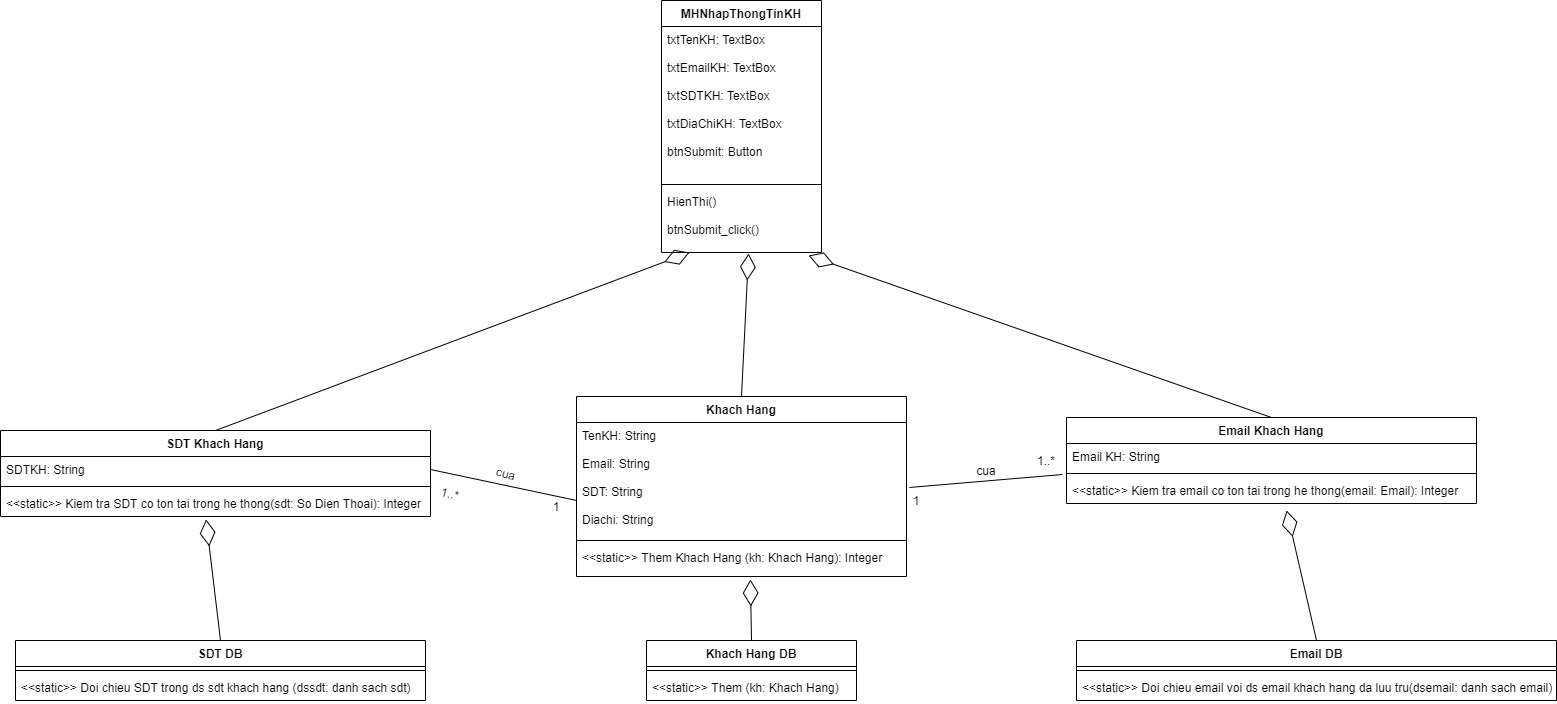 MHNhapThongTinKH
txtTenKH: TextBox
txtEmailKH: TextBox
txtSDTKH: TextBox
txtDiaChiKH: TextBox
btnSubmit: Button
HienThi()
btnSubmit_click()
SDT Khach Hang
SDTKH: String
<<static>> Kiem tra SDT co ton tai trong he thong(sdt: So Dien Thoai): Integer
cua
1..*
1
Khach Hang
TenKH: String
Email: String
SDT: String
Diachi: String
<<static>> Them Khach Hang (kh: Khach Hang): Integer
cua
1..*
1
Email Khach Hang
Email KH: String
<<static>> Kiem tra email co ton tai trong he thong(email: Email): Integer
SDT DB
<<static>> Doi chieu SDT trong ds sdt khach hang (dssdt: danh sach sdt)
Khach Hang DB
<<static>> Them (kh: Khach Hang)
Email DB
<<static>> Doi chieu email voi ds email khach hang da luu tru(dsemail: danh sach email)